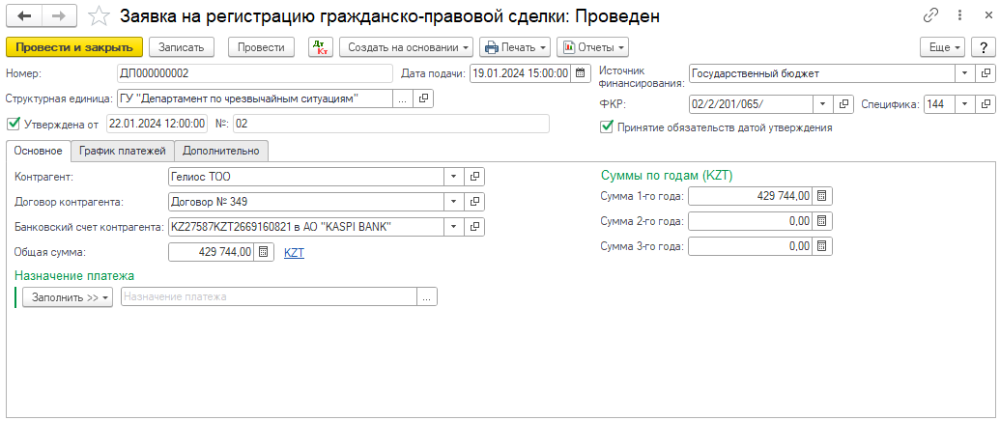 Заявка на регистрацию гражданско-правовой сделки: Проведен
Провести и закрыть Записать Провести Дт Кт Создать на основании Печать Отчеты Еще ?
Номер: ДП000000002 Дата подачи: 19.01.2024 15:00:00 Источник финансирования: Государственный бюджет
Структурная единица: ГУ "Департамент по чрезвычайным ситуациям" ... ФКР: 02/2/201/065/ Специфика: 144
Утверждена от 22.01.2024 12:00:00 №: 02 Принятие обязательств датой утверждения
Основное График платежей Дополнительно
Контрагент: Гелиос ТОО Суммы по годам (KZT)
Договор контрагента: Договор № 349 Сумма 1-го года: 429 744,00
Банковский счет контрагента: KZ27587KZT2669160821 в АО "KASPI BANK" Сумма 2-го года: 0,00
Общая сумма: 429 744,00 KZT Сумма 3-го года: 0,00
Назначение платежа
Заполнить >> Назначение платежа ...